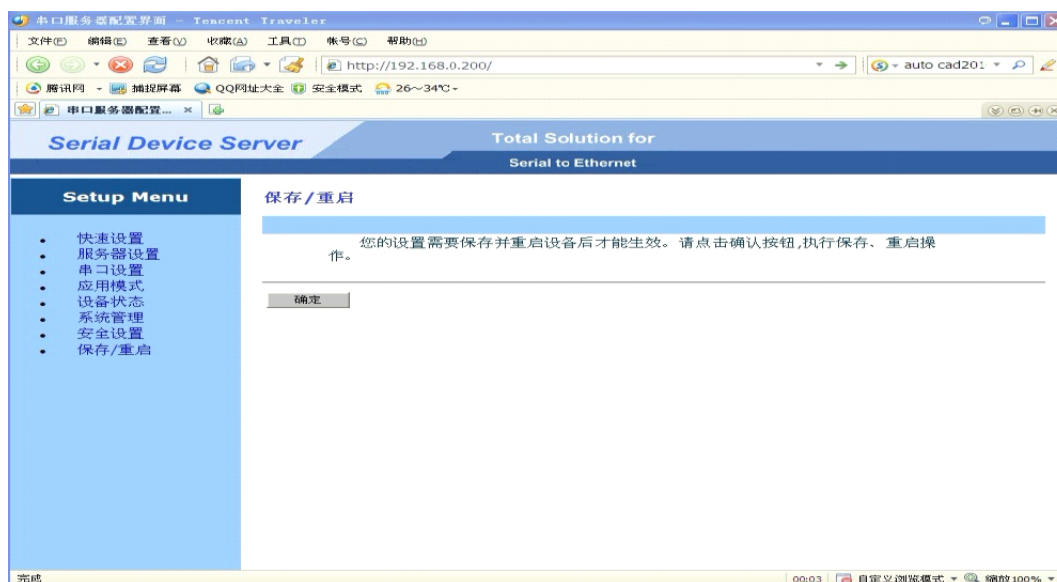 串口服务器配置界面 - Tencent Traveler
文件(F) 编辑(E) 查看(V) 收藏(A) 工具(T) 帐号(C) 帮助(H)
http://192.168.0.200/
auto cad201
腾讯网 捕捉屏幕 QQ网址大全 安全模式 26~34℃
串口服务器配置...
Serial Device Server
Total Solution for
Serial to Ethernet
Setup Menu
快速设置
服务器设置
串口设置
应用模式
设备状态
系统管理
安全设置
保存/重启
保存/重启
您的设置需要保存并重启设备后才能生效。请点击确认按钮,执行保存、重启操
作。
确定
完成
00:03 自定义浏览模式 缩放100%